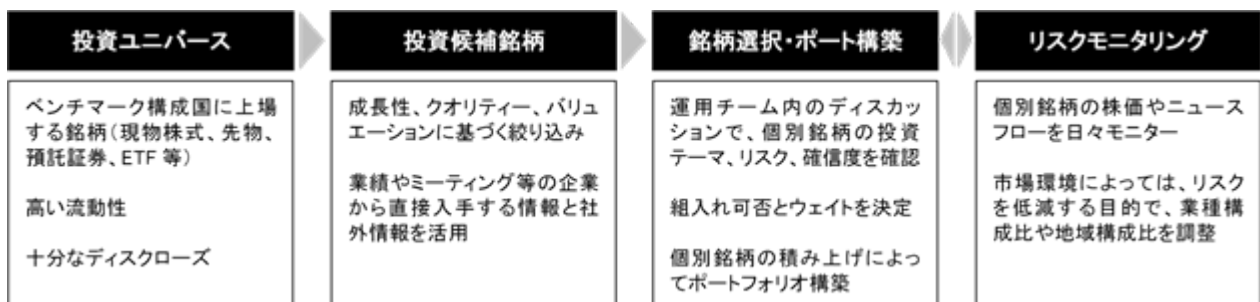 投資ユニバース
ベンチマーク構成国に上場
する銘柄(現物株式、先物、
預託証券、ETF 等)
高い流動性
十分なディスクローズ
投資候補銘柄
成長性、クオリティー、バリュ
エーションに基づく絞り込み
業績やミーティング等の企業
から直接入手する情報と社
外情報を活用
銘柄選択・ポート構築
運用チーム内のディスカッ
ションで、個別銘柄の投資
テーマ、リスク、確信度を確認
組入れ可否とウェイトを決定
個別銘柄の積み上げによっ
てポートフォリオ構築
リスクモニタリング
個別銘柄の株価やニュース
フローを日々モニター
市場環境によっては、リスク
を低減する目的で、業種構
成比や地域構成比を調整